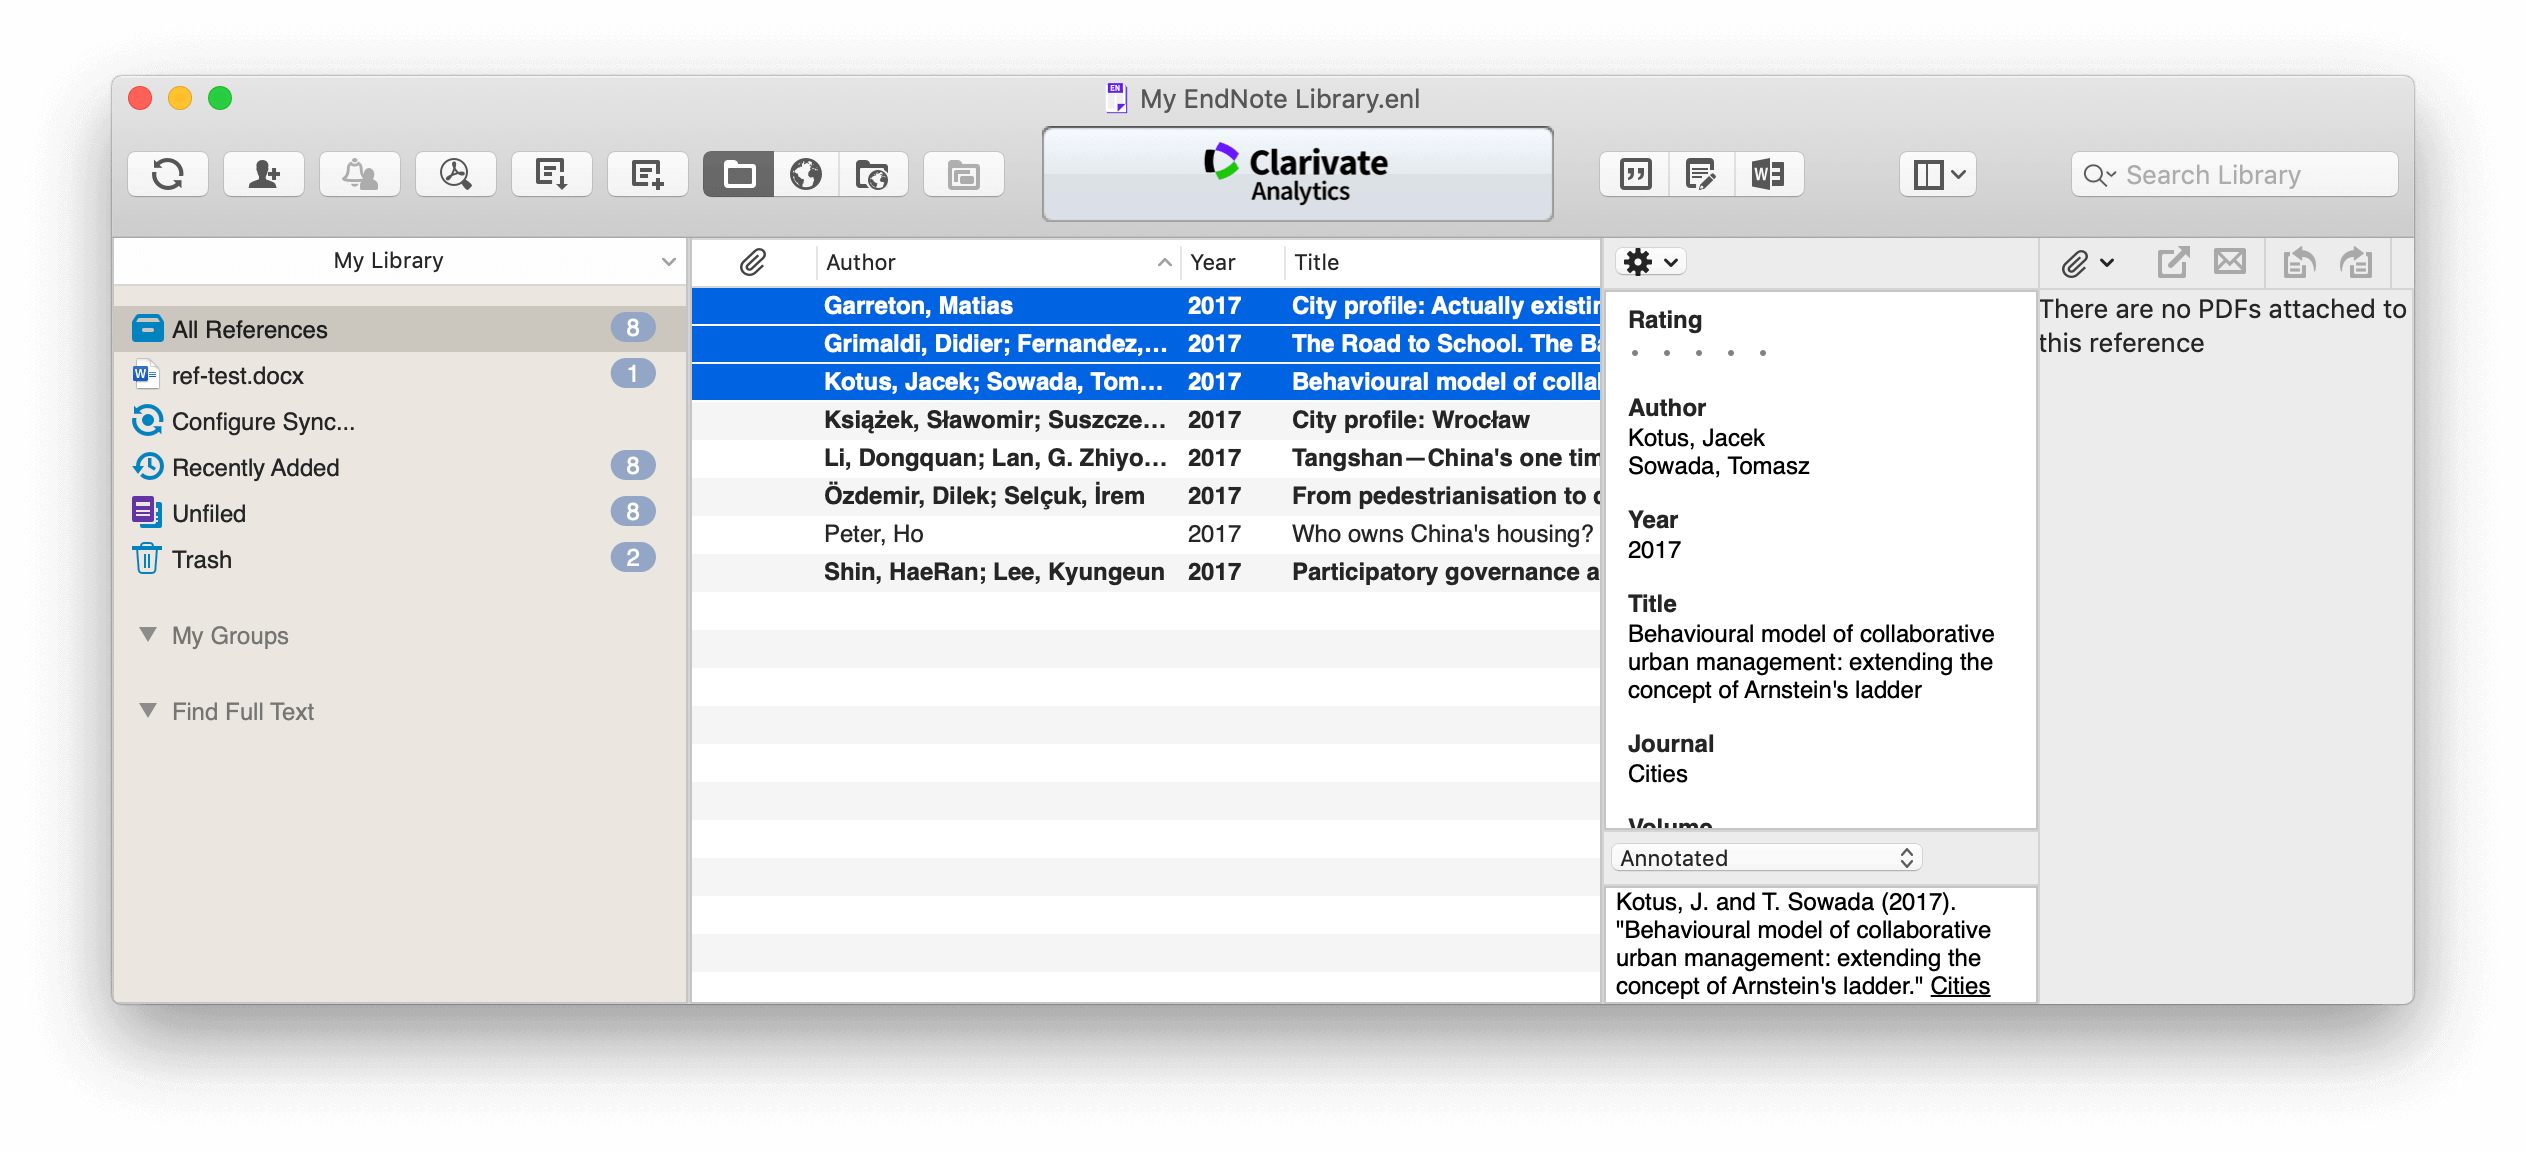 My EndNote Library.enl
Clarivate
Analytics
Search Library
My Library
All References 8
ref-test.docx 1
Configure Sync...
Recently Added 8
Unfiled 8
Trash 2
My Groups
Find Full Text
Author Year Title
Garreton, Matias 2017 City profile: Actually existin
Grimaldi, Didier; Fernandez,... 2017 The Road to School. The Ba
Kotus, Jacek; Sowada, Tom... 2017 Behavioural model of collal
Książek, Sławomir; Suszcze... 2017 City profile: Wrocław
Li, Dongquan; Lan, G. Zhiyo... 2017 Tangshan—China's one tim
Özdemir, Dilek; Selçuk, İrem 2017 From pedestrianisation to c
Peter, Ho 2017 Who owns China's housing?
Shin, HaeRan; Lee, Kyungeun 2017 Participatory governance a
Rating
Author
Kotus, Jacek
Sowada, Tomasz
Year
2017
Title
Behavioural model of collaborative
urban management: extending the
concept of Arnstein's ladder
Journal
Cities
Volume
Annotated
Kotus, J. and T. Sowada (2017).
"Behavioural model of collaborative
urban management: extending the
concept of Arnstein's ladder." Cities
There are no PDFs attached to
this reference